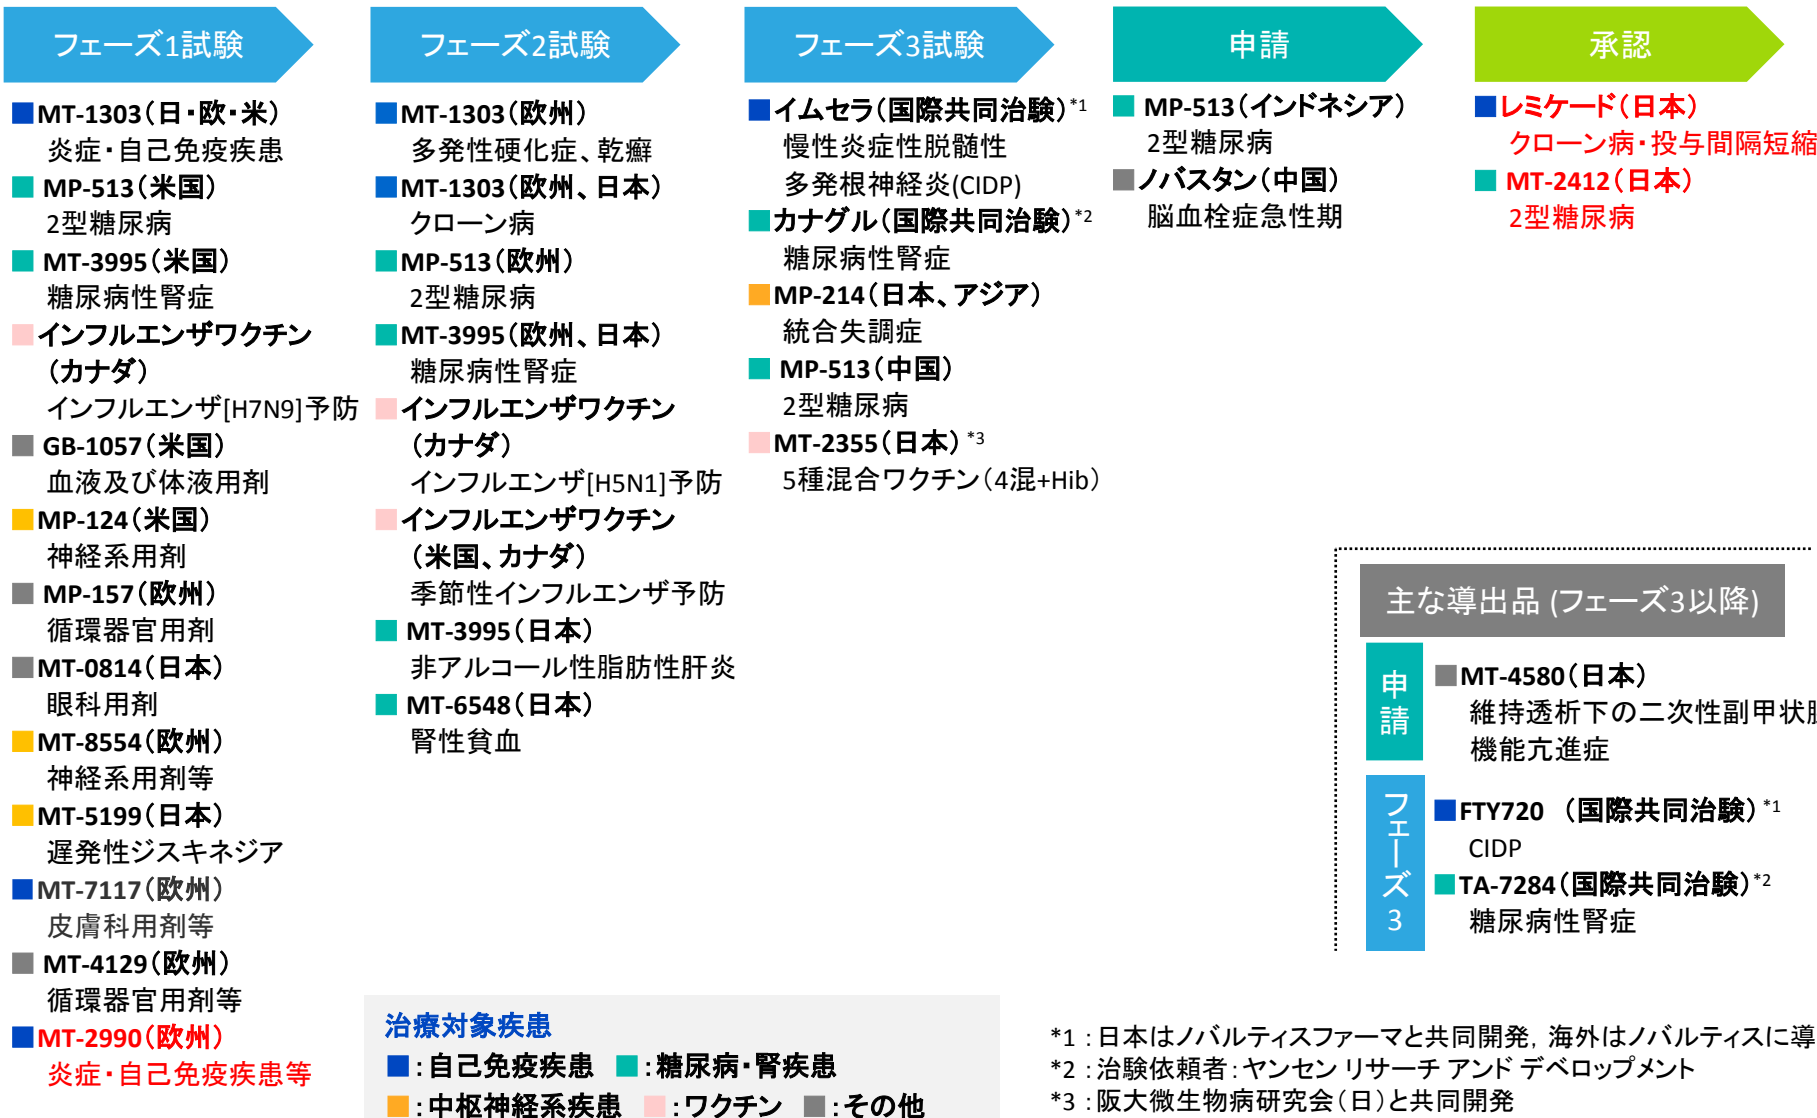 フェーズ1試験
■MT-1303（日・欧・米）
炎症・自己免疫疾患
■ MP-513（米国）
2型糖尿病
■ MT-3995（米国）
糖尿病性腎症
■インフルエンザワクチン
（カナダ）
インフルエンザ[H7N9]予防
■ GB-1057（米国）
血液及び体液用剤
■MP-124（米国）
神経系用剤
■ MP-157（欧州）
循環器官用剤
■MT-0814（日本）
眼科用剤
■MT-8554（欧州）
神経系用剤等
■MT-5199（日本）
遅発性ジスキネジア
■MT-7117（欧州）
皮膚科用剤等
■ MT-4129（欧州）
循環器官用剤等
■MT-2990（欧州）
炎症・自己免疫疾患等
フェーズ2試験
■MT-1303（欧州）
多発性硬化症、乾癬
■MT-1303（欧州、日本）
クローン病
■MP-513（欧州）
2型糖尿病
■MT-3995（欧州、日本）
糖尿病性腎症
■インフルエンザワクチン
（カナダ）
インフルエンザ[H5N1]予防
■インフルエンザワクチン
（米国、カナダ）
季節性インフルエンザ予防
■ MT-3995（日本）
非アルコール性脂肪性肝炎
■ MT-6548（日本）
腎性貧血
フェーズ3試験
■イムセラ（国際共同治験）*1
慢性炎症性脱髄性
多発根神経炎(CIDP)
■カナグル（国際共同治験）*2
糖尿病性腎症
■MP-214（日本、アジア）
統合失調症
■ MP-513（中国）
2型糖尿病
■MT-2355（日本）*3
5種混合ワクチン（4混+Hib）
申請
■ MP-513（インドネシア）
2型糖尿病
■ノバスタン（中国）
脳血栓症急性期
承認
■レミケード（日本）
クローン病・投与間隔短縮
■ MT-2412（日本）
2型糖尿病
主な導出品 (フェーズ3以降)
申請
■MT-4580（日本）
維持透析下の二次性副甲状
機能亢進症
フェーズ3
■FTY720 （国際共同治験）*1
CIDP
■TA-7284（国際共同治験）*2
糖尿病性腎症
治療対象疾患
■：自己免疫疾患 ■：糖尿病・腎疾患
■：中枢神経系疾患 ■：ワクチン ■：その他
*1：日本はノバルティスファーマと共同開発，海外はノバルティスに導
*2：治験依頼者：ヤンセン リサーチ アンド デベロップメント
*3：阪大微生物病研究会（日）と共同開発